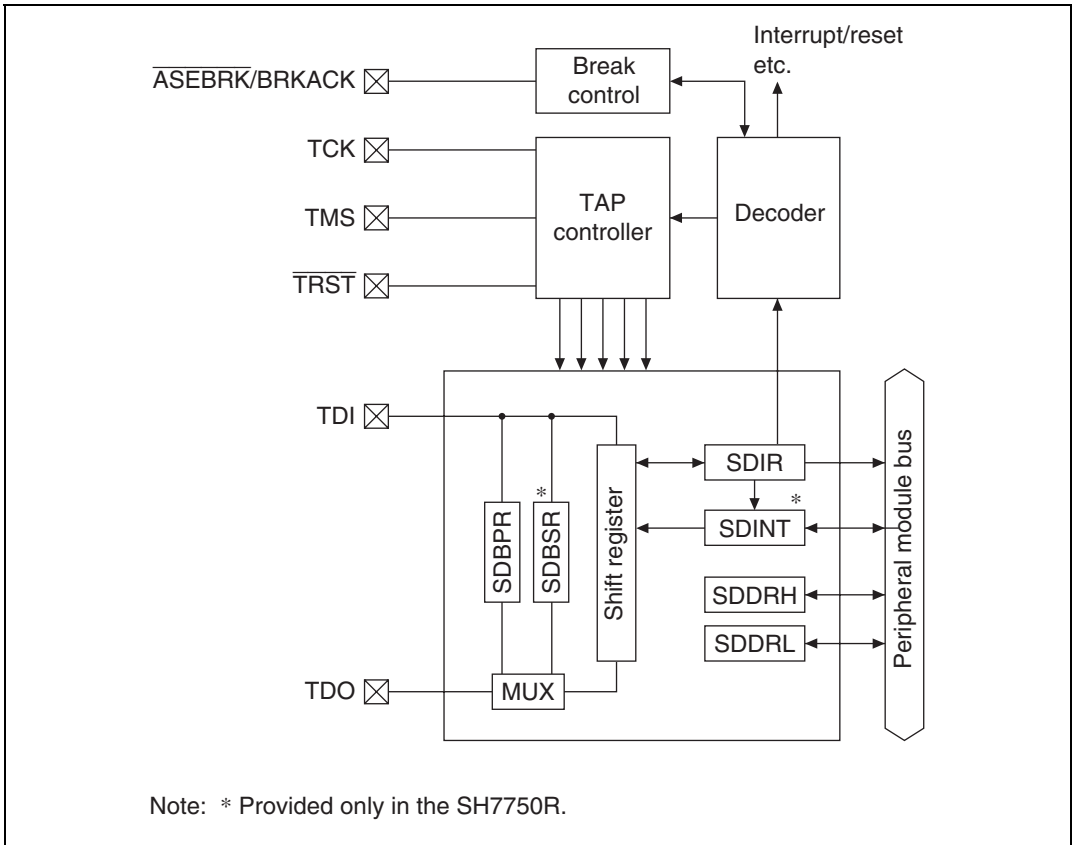 Interrupt/reset
etc.
ASEBRK/BRKACK
Break
control
TCK
TMS
TRST
TAP
controller
Decoder
TDI
SDBPR
SDBSR
*
Shift register
SDIR
*
SDINT
SDDRH
SDDRL
Peripheral module bus
TDO
MUX
Note: * Provided only in the SH7750R.